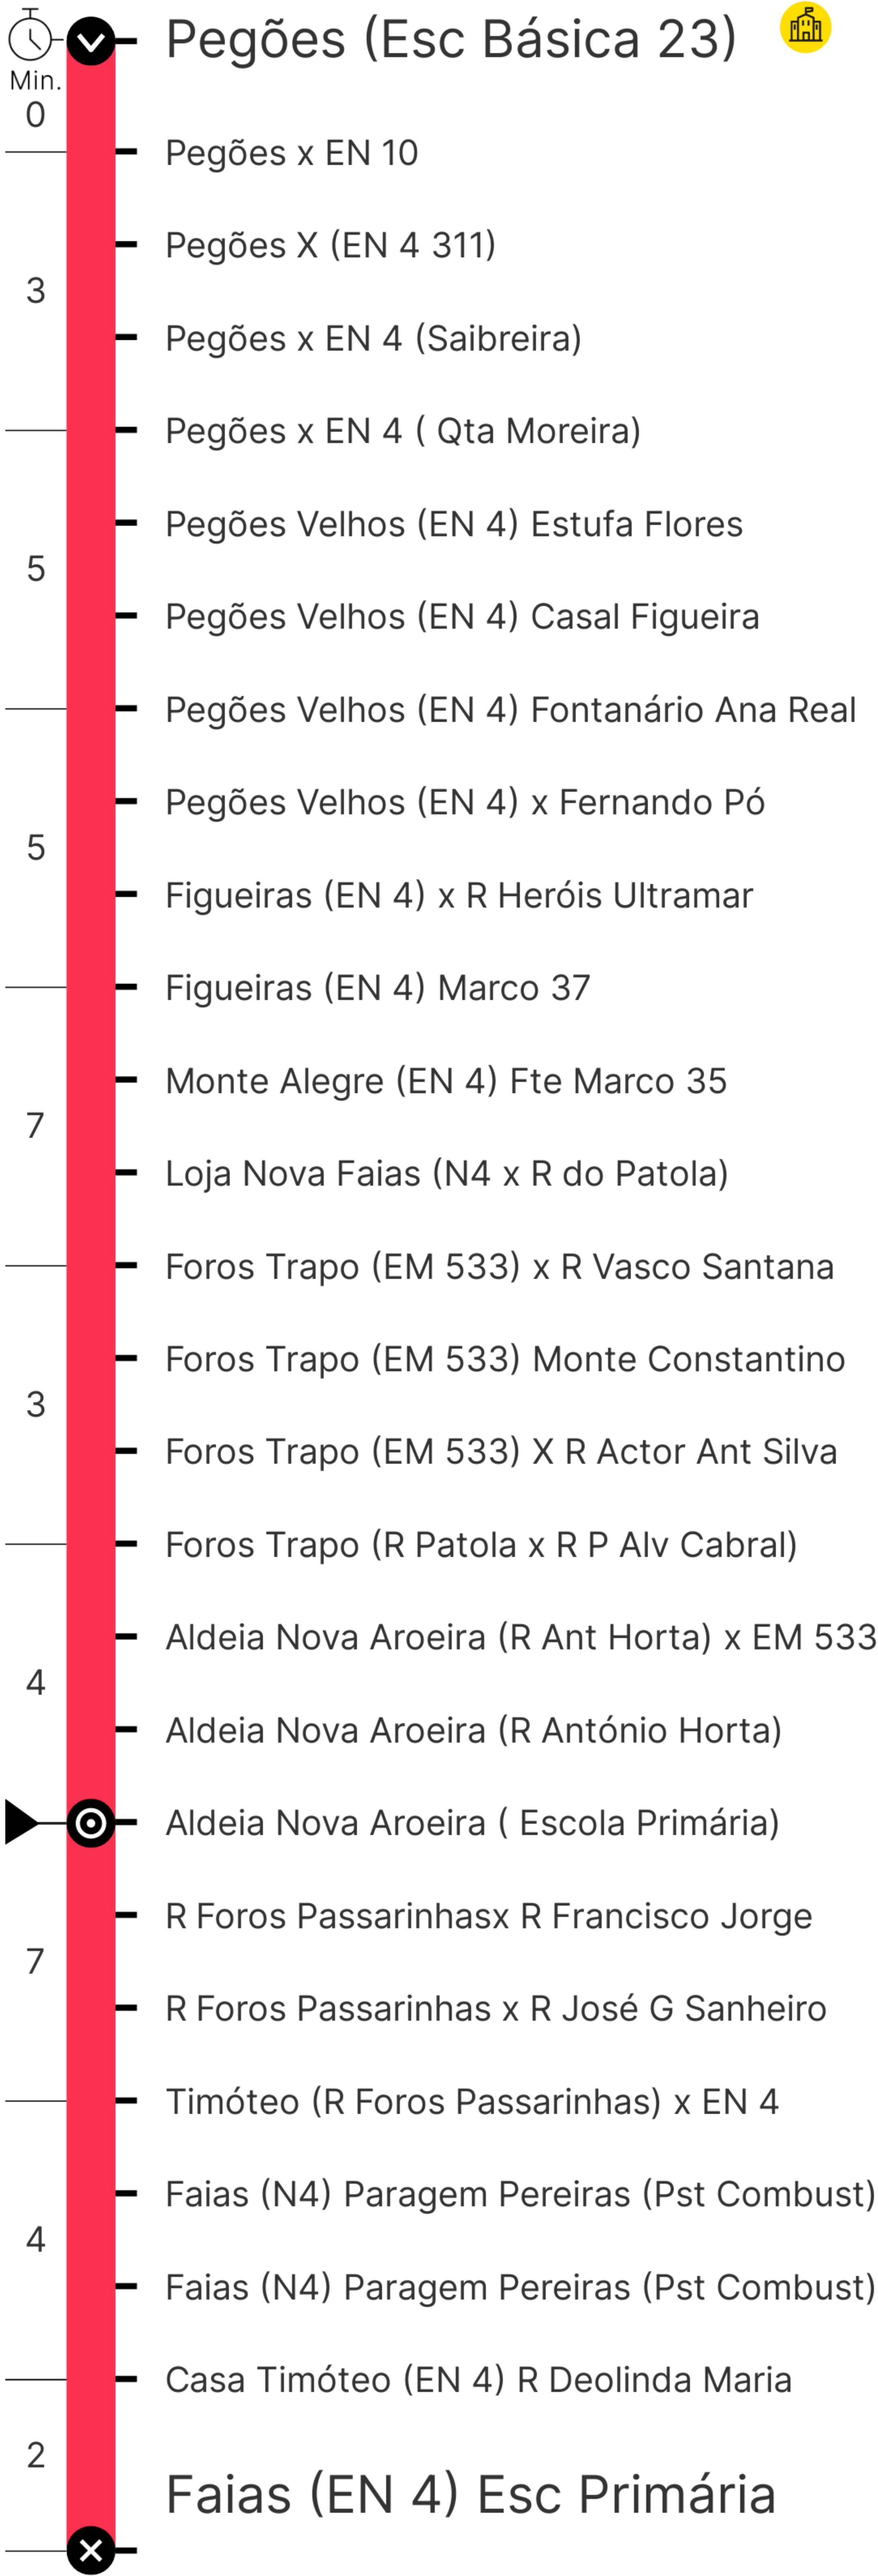 Pegões (Esc Básica 23)
Min.
0
Pegões x EN 10
Pegões X (EN 4 311)
3
Pegões x EN 4 (Saibreira)
Pegões x EN 4 ( Qta Moreira)
Pegões Velhos (EN 4) Estufa Flores
5
Pegões Velhos (EN 4) Casal Figueira
Pegões Velhos (EN 4) Fontanário Ana Real
Pegões Velhos (EN 4) x Fernando Pó
5
Figueiras (EN 4) x R Heróis Ultramar
Figueiras (EN 4) Marco 37
Monte Alegre (EN 4) Fte Marco 35
7
Loja Nova Faias (N4 x R do Patola)
Foros Trapo (EM 533) x R Vasco Santana
Foros Trapo (EM 533) Monte Constantino
3
Foros Trapo (EM 533) X R Actor Ant Silva
Foros Trapo (R Patola x R P Alv Cabral)
Aldeia Nova Aroeira (R Ant Horta) x EM 533
4
Aldeia Nova Aroeira (R António Horta)
Aldeia Nova Aroeira ( Escola Primária)
R Foros Passarinhasx R Francisco Jorge
7
R Foros Passarinhas x R José G Sanheiro
Timóteo (R Foros Passarinhas) x EN 4
Faias (N4) Paragem Pereiras (Pst Combust)
4
Faias (N4) Paragem Pereiras (Pst Combust)
Casa Timóteo (EN 4) R Deolinda Maria
2
Faias (EN 4) Esc Primária